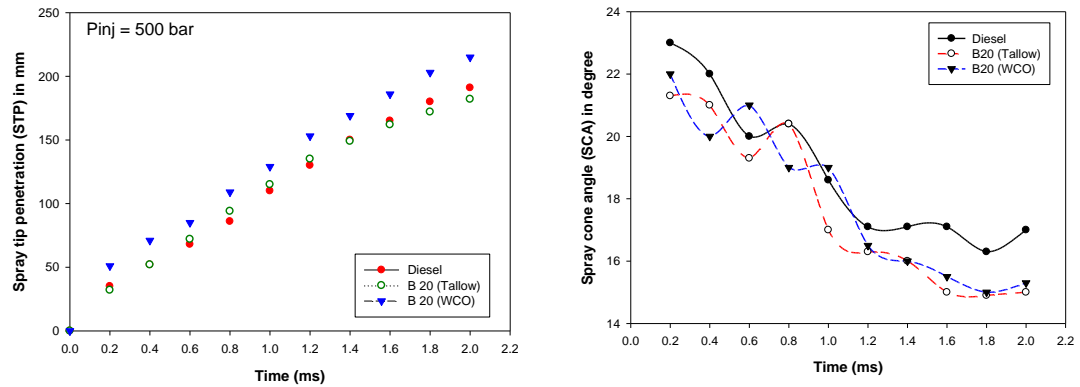 Pinj = 500 bar
Spray tip penetration (STP) in mm
250
200
150
100
50
0
0.0 0.2 0.4 0.6 0.8 1.0 1.2 1.4 1.6 1.8 2.0 2.2
Time (ms)
Diesel
B 20 (Tallow)
B 20 (WCO)
Spray cone angle (SCA) in degree
24
22
20
18
16
14
0.0 0.2 0.4 0.6 0.8 1.0 1.2 1.4 1.6 1.8 2.0 2.2
Time (ms)
Diesel
B20 (Tallow)
B20 (WCO)